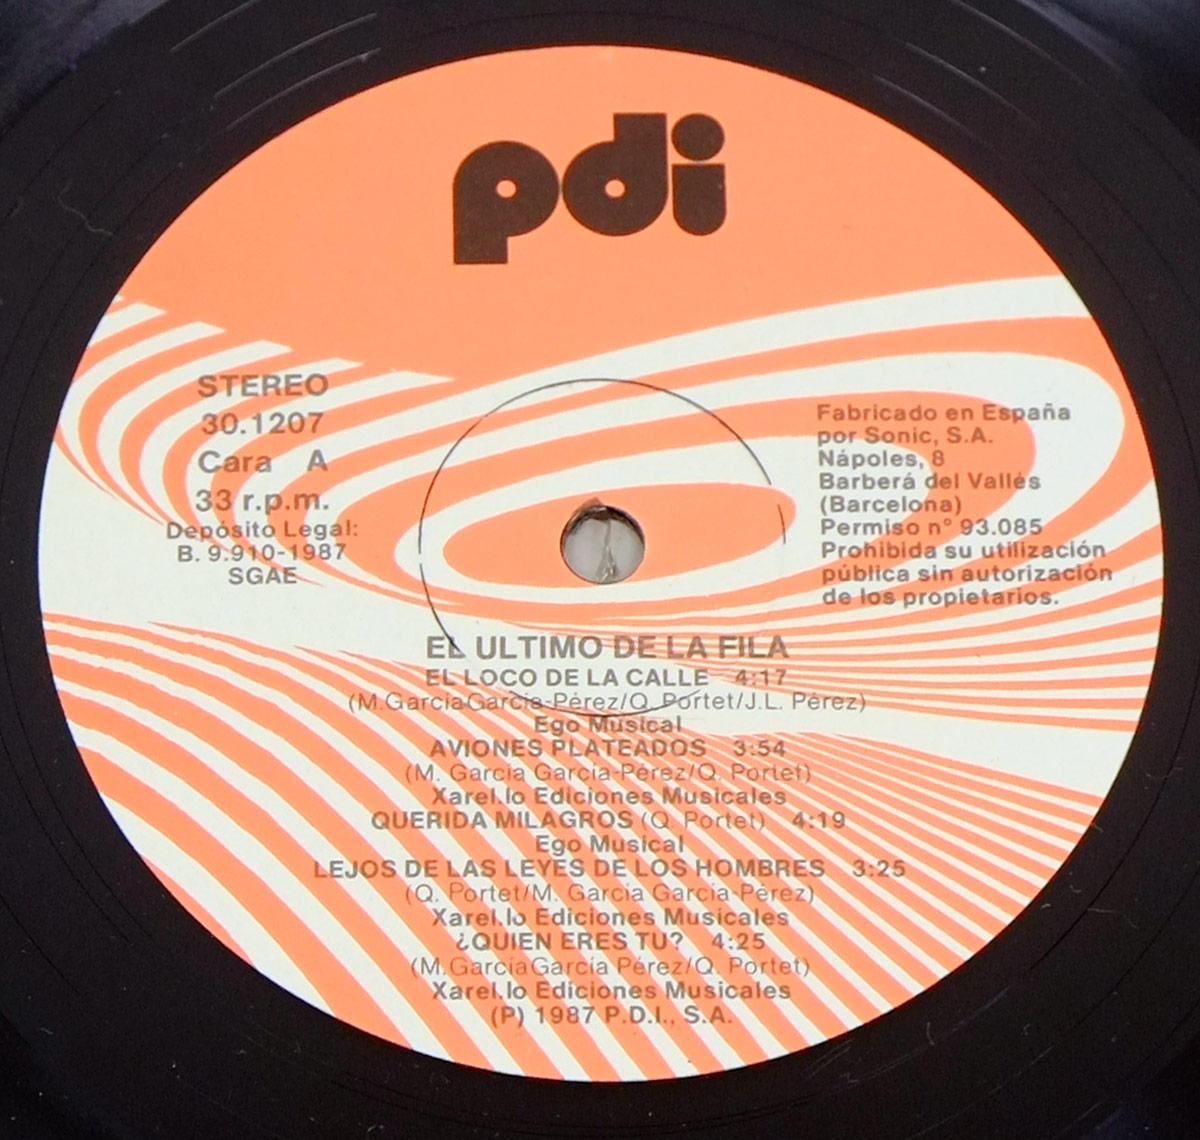 pdi
STEREO
30.1207
Cara A
33 r.p.m.
Depósito Legal:
B. 9.910-1987
SGAE
Fabricado en España
por Sonic, S.A.
Nápoles, 8
Barberá del Vallés
(Barcelona)
Permiso nº 93.085
Prohibida su utilización
pública sin autorización
de los propietarios.
EL ULTIMO DE LA FILA
EL LOCO DE LA CALLE 4:17
(M.GarcíaGarcía-Pérez/Q. Portet/J.L. Pérez)
Ego Musical
AVIONES PLATEADOS 3:54
(M. García García-Pérez/Q. Portet)
Xarel.lo Ediciones Musicales
QUERIDA MILAGROS (Q. Portet) 4:19
Ego Musical
LEJOS DE LAS LEYES DE LOS HOMBRES 3:25
(Q. Portet/M. García García-Pérez)
Xarel.lo Ediciones Musicales
¿QUIEN ERES TU? 4:25
(M.GarcíaGarcía Pérez/Q. Portet)
Xarel.lo Ediciones Musicales
(P) 1987 P.D.I., S.A.